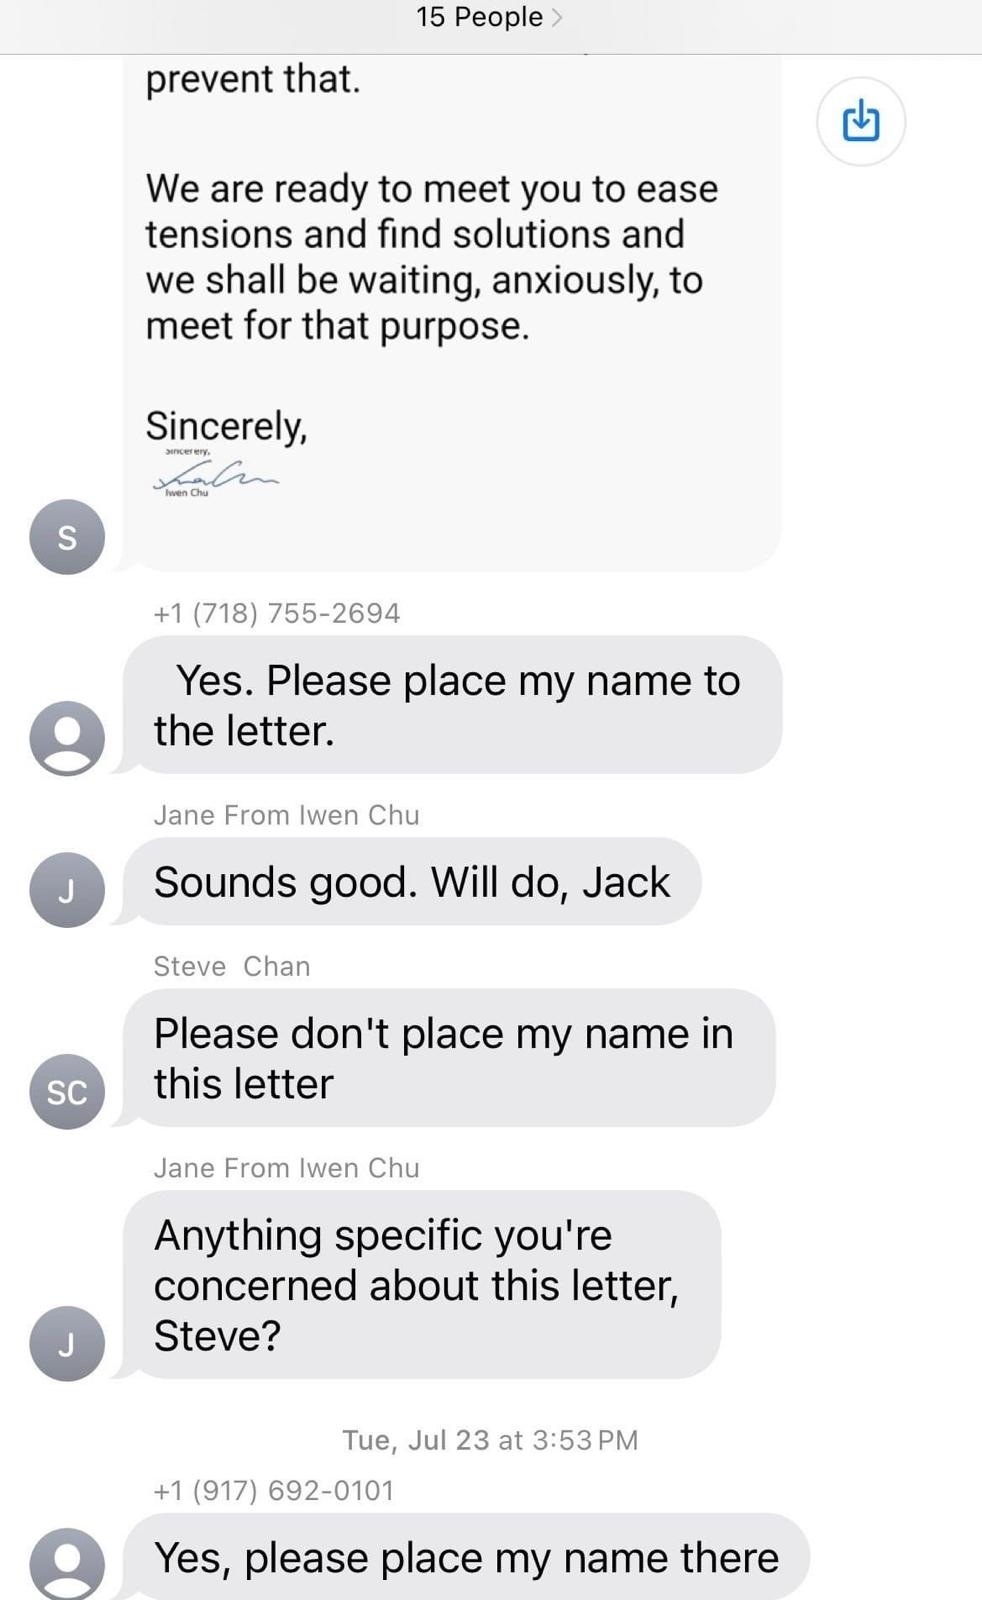 15 People
prevent that.
We are ready to meet you to ease
tensions and find solutions and
we shall be waiting, anxiously, to
meet for that purpose.
Sincerely,
Sincerely,
Iwen Chu
S
+1 (718) 755-2694
Yes. Please place my name to
the letter.
Jane From Iwen Chu
J
Sounds good. Will do, Jack
Steve Chan
Please don't place my name in
this letter
SC
Jane From Iwen Chu
Anything specific you're
concerned about this letter,
Steve?
J
Tue, Jul 23 at 3:53 PM
+1 (917) 692-0101
Yes, please place my name there